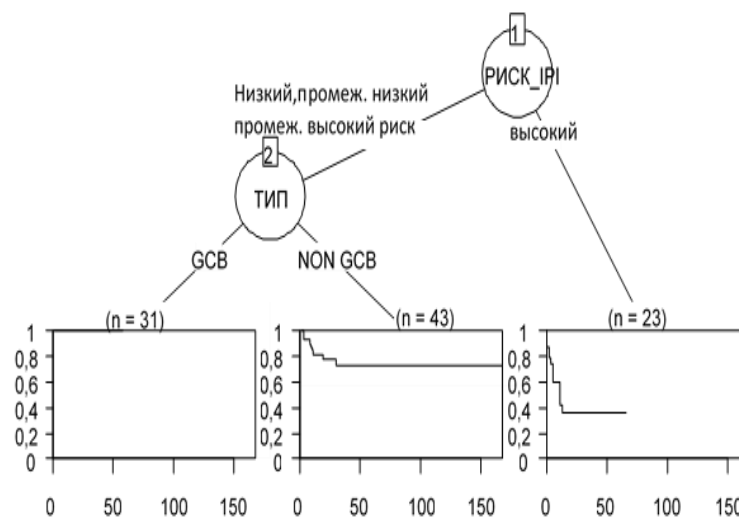 1
РИСК_IPI
Низкий,промеж. низкий
промеж. высокий риск
высокий
2
ТИП
GCB
NON GCB
(n = 31)
(n = 43)
(n = 23)
1
0,8
0,6
0,4
0,2
0
0 50 100 150
1
0,8
0,6
0,4
0,2
0
0 50 100 150
1
0,8
0,6
0,4
0,2
0
0 50 100 150